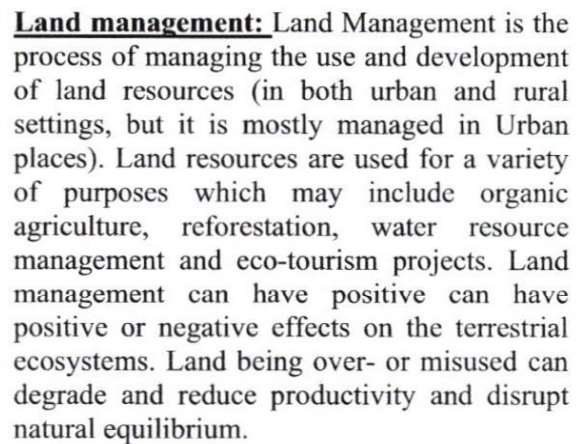 Land management: Land Management is the
process of managing the use and development
of land resources (in both urban and rural
settings, but it is mostly managed in Urban
places). Land resources are used for a variety
of purposes which may include organic
agriculture, reforestation, water resource
management and eco-tourism projects. Land
management can have positive can have
positive or negative effects on the terrestrial
ecosystems. Land being over- or misused can
degrade and reduce productivity and disrupt
natural equilibrium.